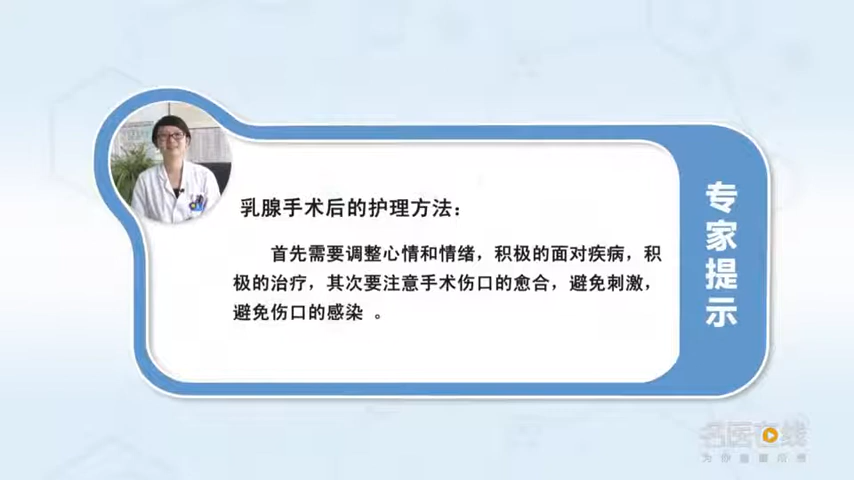 乳腺手术后的护理方法：
首先需要调整心情和情绪，积极的面对疾病，积
极的治疗，其次要注意手术伤口的愈合，避免刺激，
避免伤口的感染 。
专家提示
名医在线